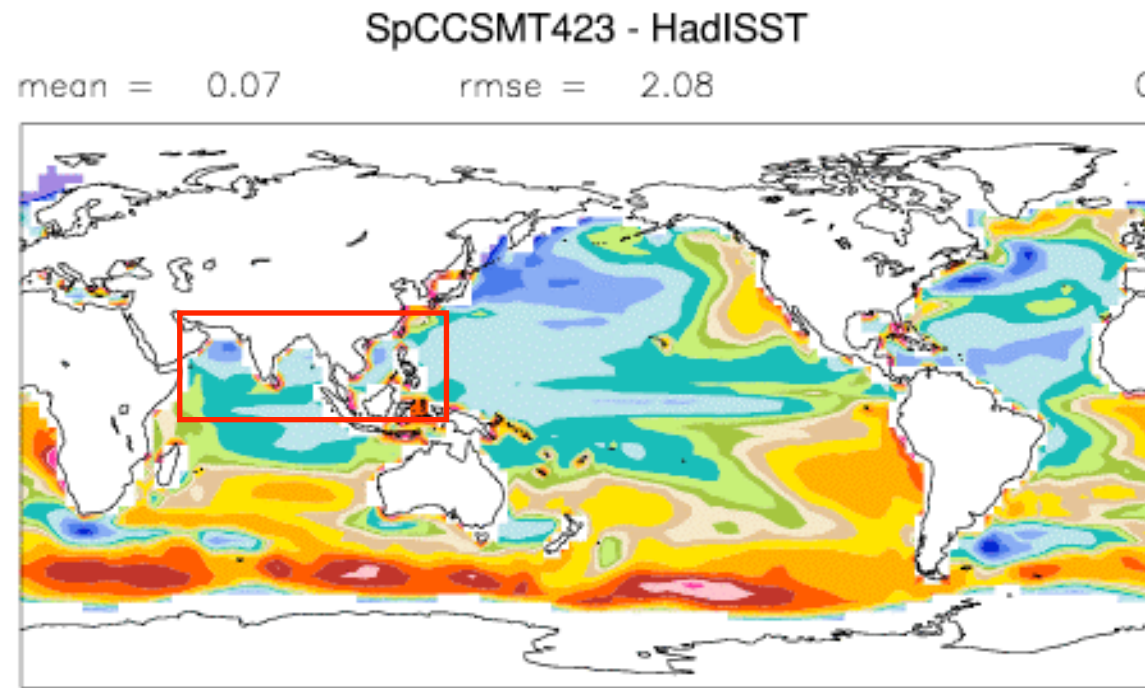 SpCCSMT423 - HadISST
mean = 0.07 rmse = 2.08